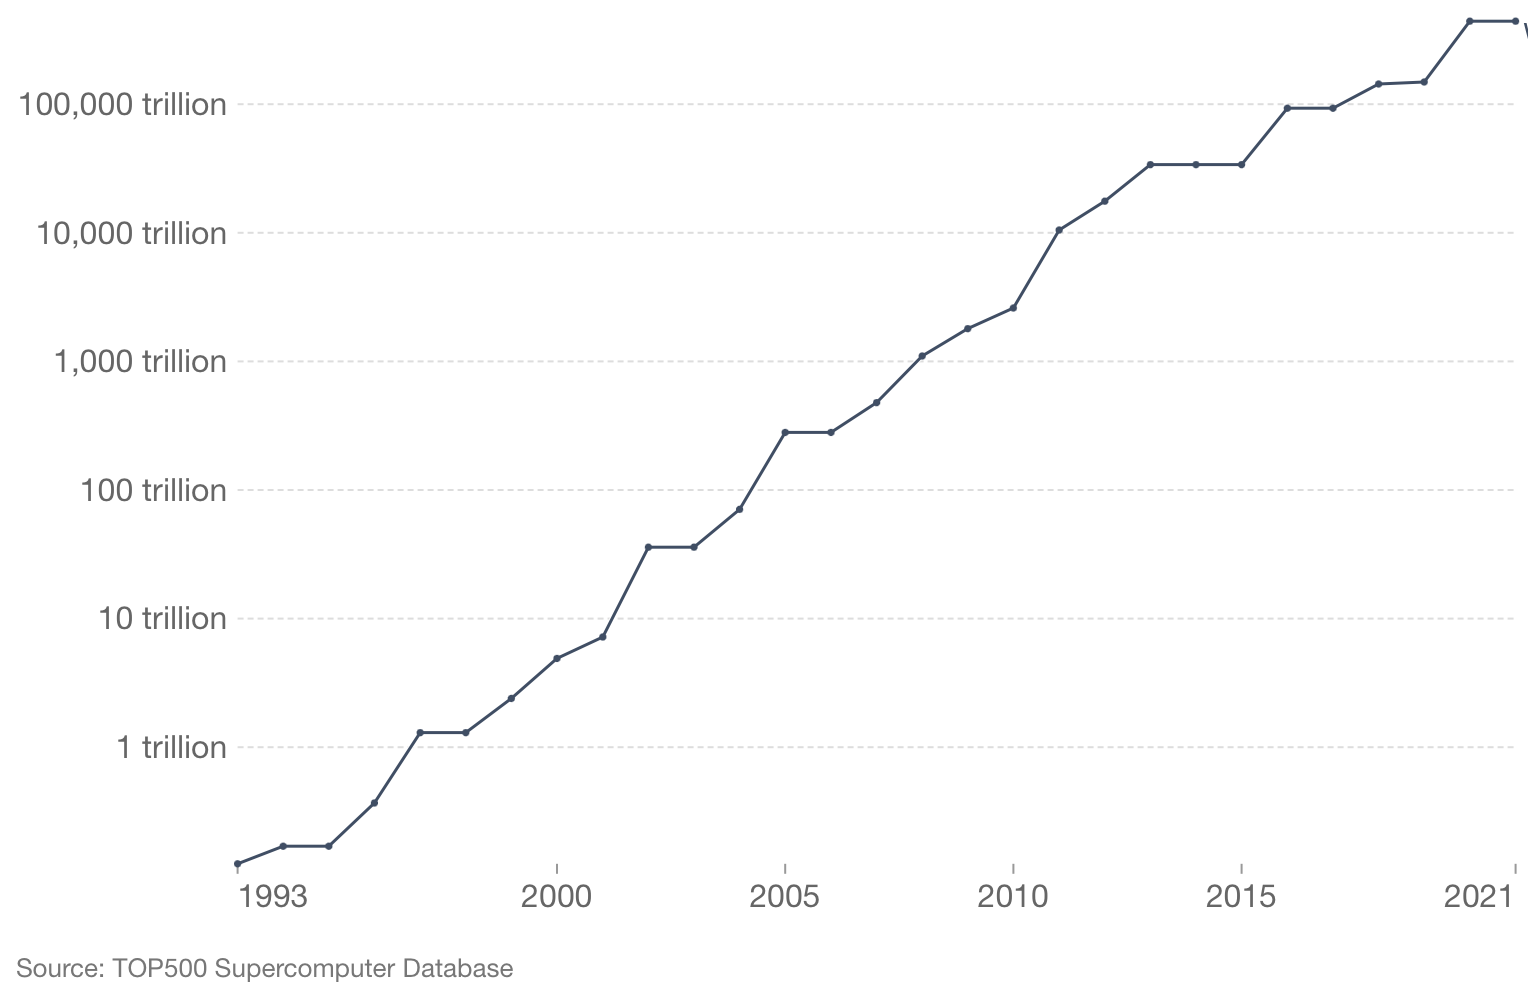 100,000 trillion
10,000 trillion
1,000 trillion
100 trillion
10 trillion
1 trillion
1993 2000 2005 2010 2015 2021
Source: TOP500 Supercomputer Database